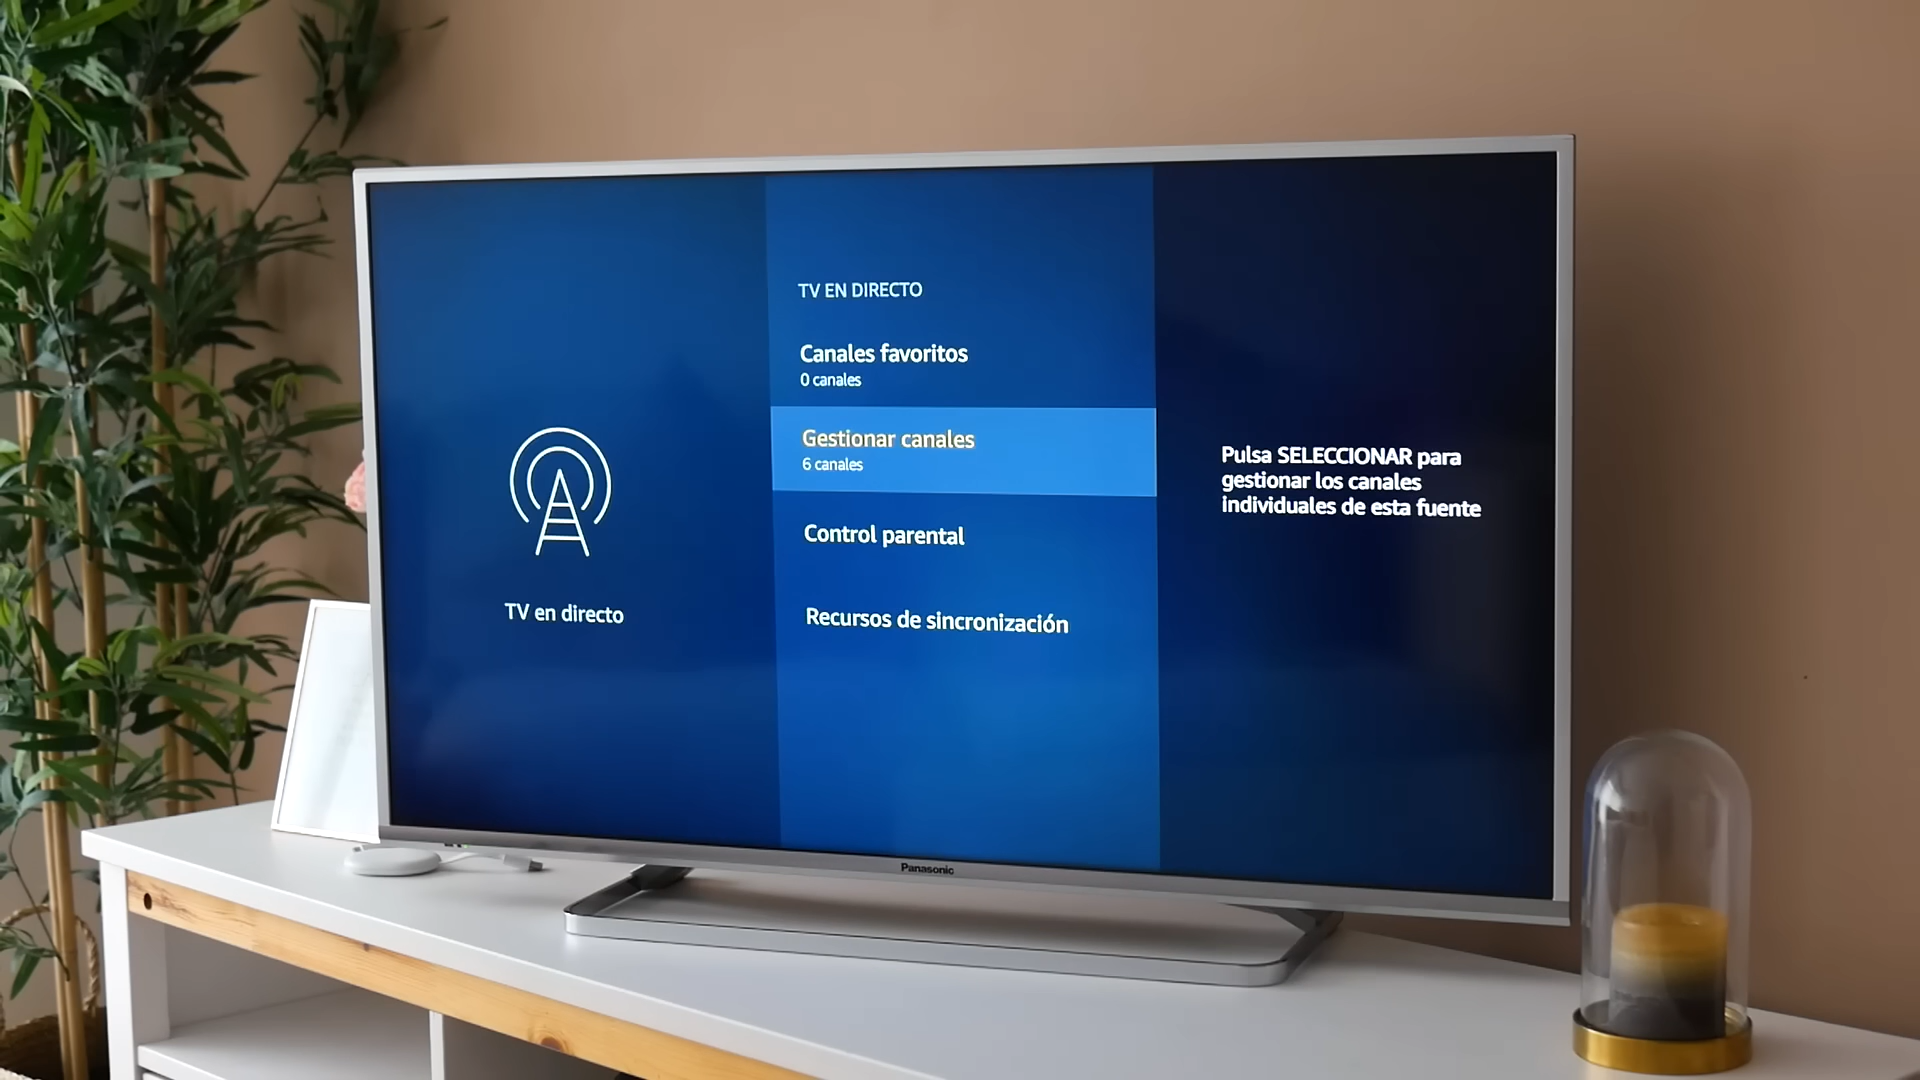 TV EN DIRECTO
Canales favoritos
0 canales
Gestionar canales
6 canales
Control parental
Recursos de sincronización
TV en directo
Pulsa SELECCIONAR para
gestionar los canales
individuales de esta fuente
Panasonic